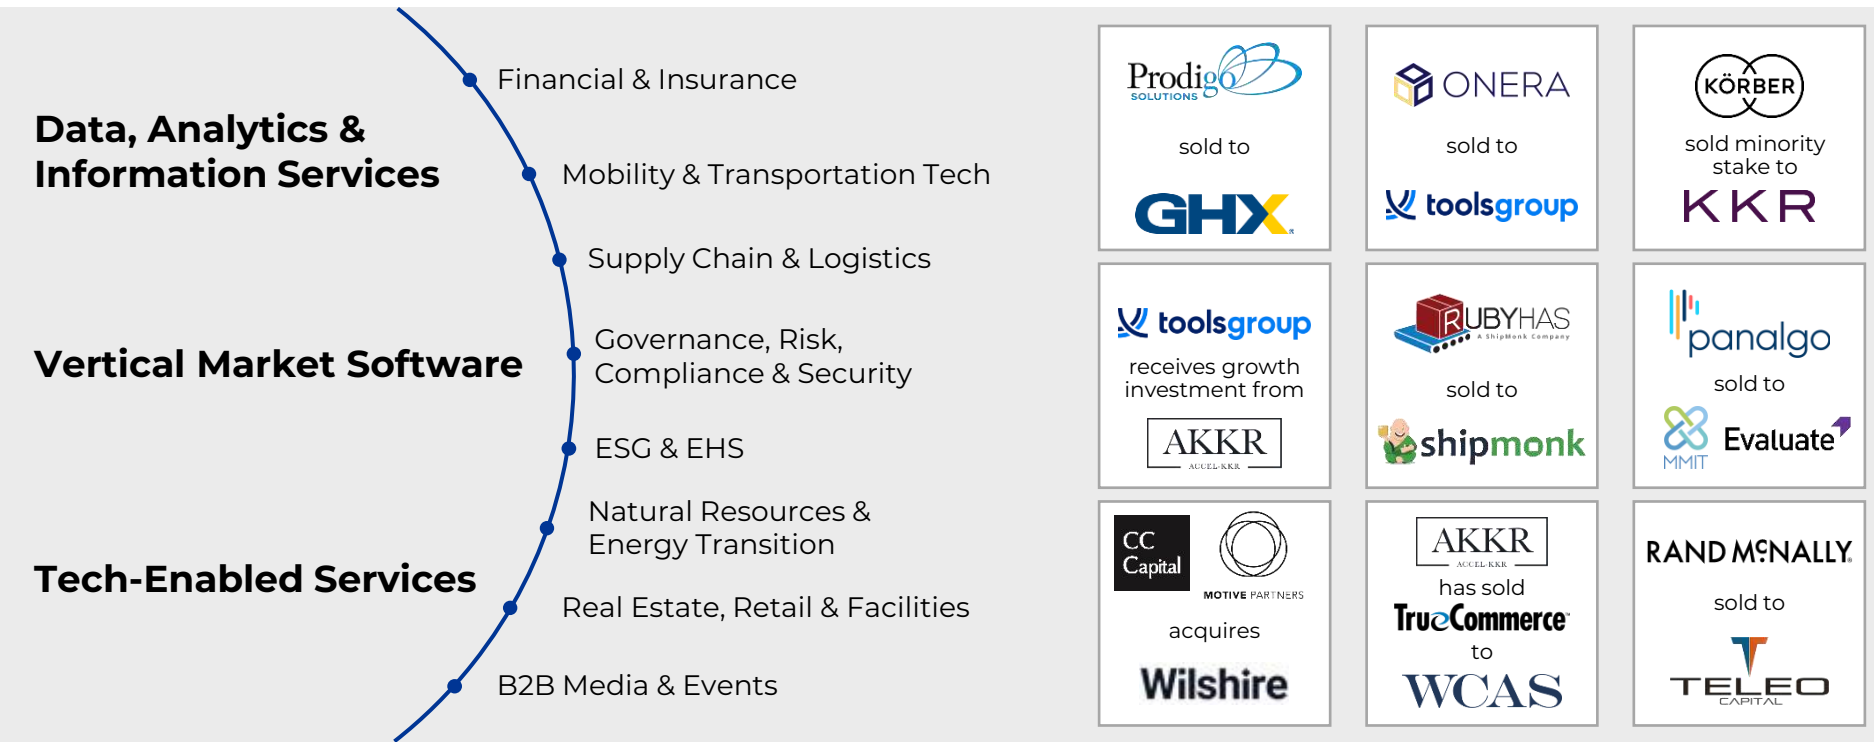 Data, Analytics &
Information Services
Vertical Market Software
Tech-Enabled Services
Financial & Insurance
Mobility & Transportation Tech
Supply Chain & Logistics
Governance, Risk,
Compliance & Security
ESG & EHS
Natural Resources &
Energy Transition
Real Estate, Retail & Facilities
B2B Media & Events
Prodigo
SOLUTIONS
sold to
GHX
ONERA
sold to
toolsgroup
KÖRBER
sold minority
stake to
KKR
toolsgroup
receives growth
investment from
AKKR
ACCEL-KKR
RUBYHAS
A ShipMonk Company
sold to
shipmonk
panalgo
sold to
MMIT
Evaluate
CC
Capital
MOTIVE PARTNERS
acquires
Wilshire
AKKR
ACCEL-KKR
has sold
TrueCommerce
to
WCAS
RAND McNALLY
sold to
TELEO
CAPITAL